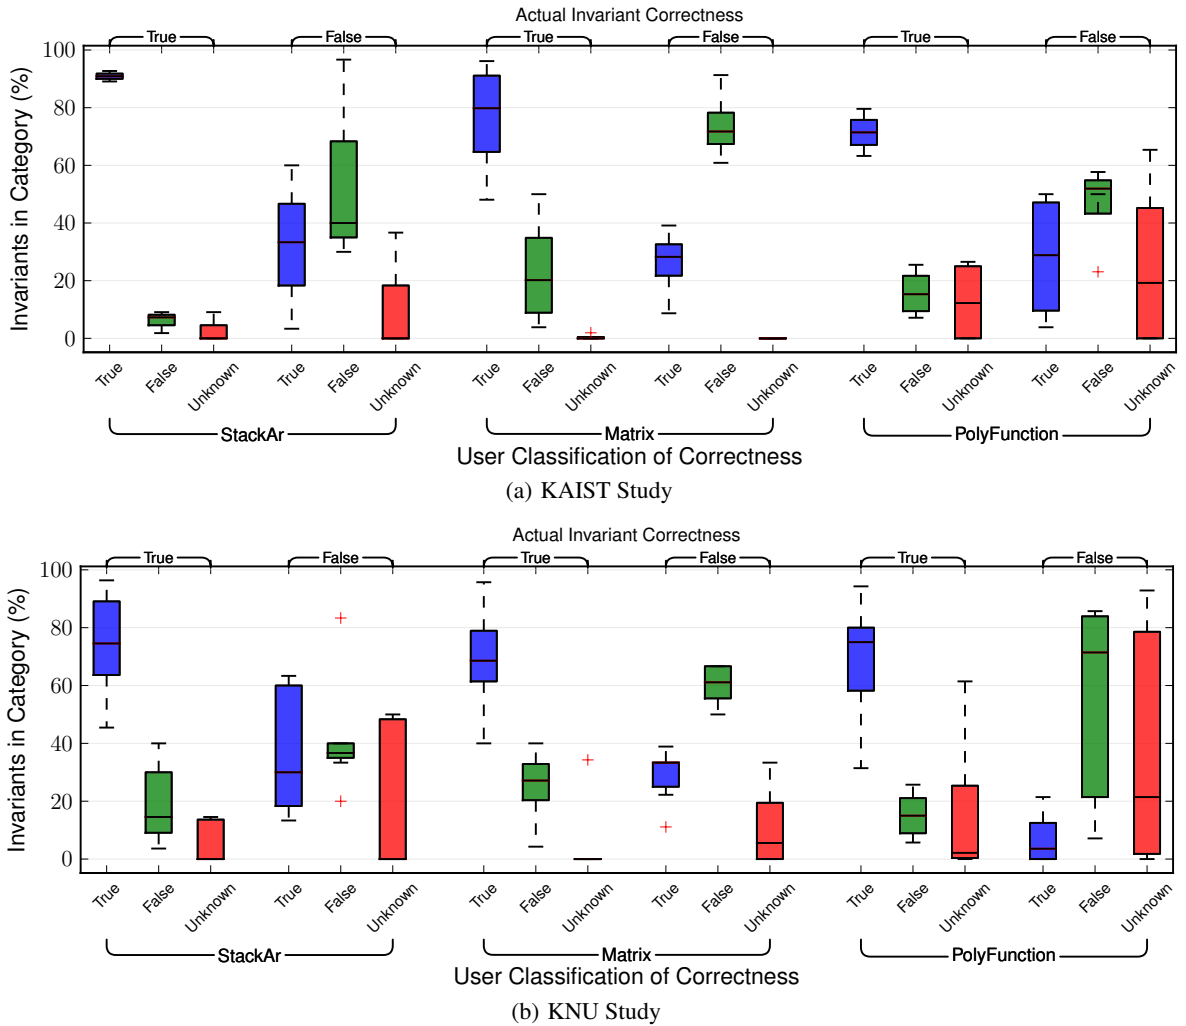 Actual Invariant Correctness
True False True False True False
100
80
60
40
20
0
Invariants in Category (%)
True False Unknown True False Unknown True False Unknown True False Unknown True False Unknown True False Unknown
StackAr Matrix PolyFunction
User Classification of Correctness
(a) KAIST Study
Actual Invariant Correctness
True False True False True False
100
80
60
40
20
0
Invariants in Category (%)
True False Unknown True False Unknown True False Unknown True False Unknown True False Unknown True False Unknown
StackAr Matrix PolyFunction
User Classification of Correctness
(b) KNU Study